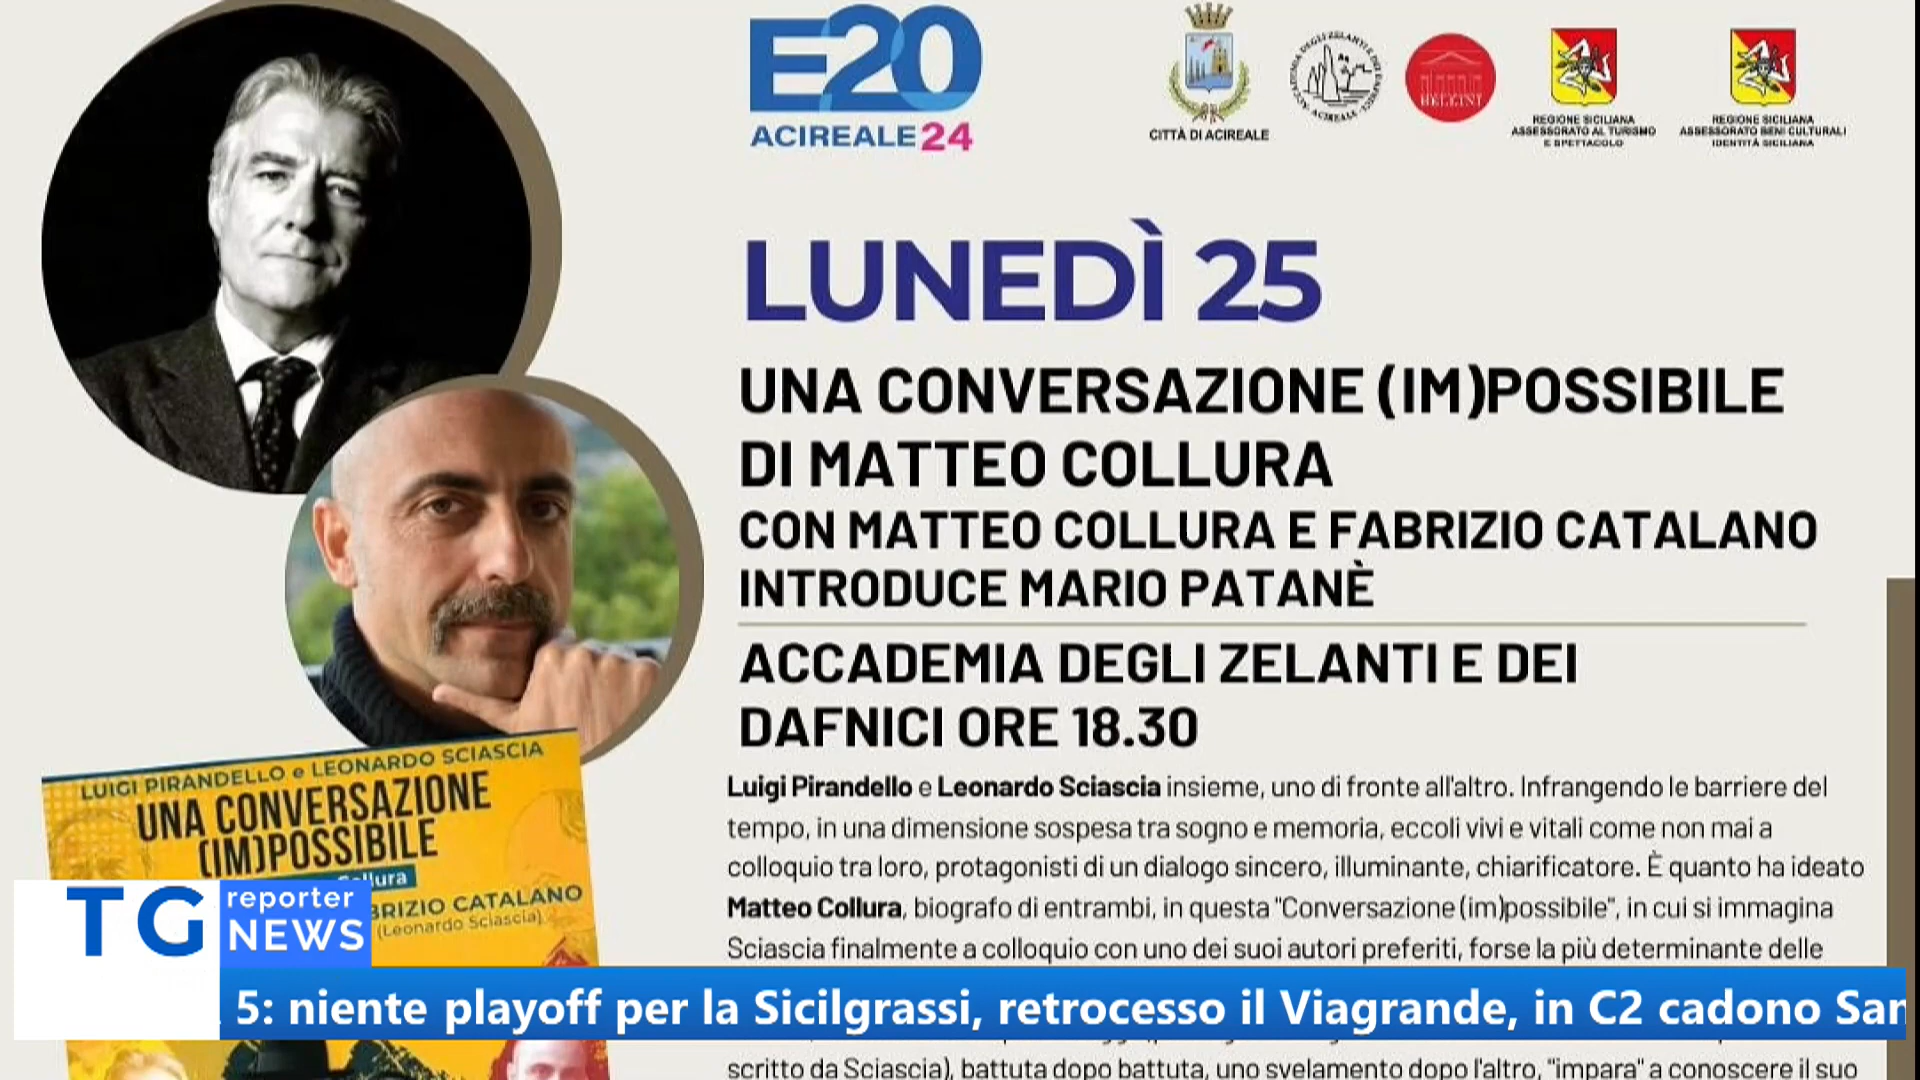 E20
ACIREALE24
CITTÀ DI ACIREALE
ACCADEMIA DEGLI ZELANTI E DEI DAFNICI • ACIREALE •
BELLINI
REGIONE SICILIANA
ASSESSORATO AL TURISMO
E SPETTACOLO
REGIONE SICILIANA
ASSESSORATO BENI CULTURALI
IDENTITÀ SICILIANA
LUNEDÌ 25
UNA CONVERSAZIONE (IM)POSSIBILE
DI MATTEO COLLURA
CON MATTEO COLLURA E FABRIZIO CATALANO
INTRODUCE MARIO PATANÈ
ACCADEMIA DEGLI ZELANTI E DEI
DAFNICI ORE 18.30
Luigi Pirandello e Leonardo Sciascia insieme, uno di fronte all'altro. Infrangendo le barriere del
tempo, in una dimensione sospesa tra sogno e memoria, eccoli vivi e vitali come non mai a
colloquio tra loro, protagonisti di un dialogo sincero, illuminante, chiarificatore. È quanto ha ideato
Matteo Collura, biografo di entrambi, in questa "Conversazione (im)possibile", in cui si immagina
Sciascia finalmente a colloquio con uno dei suoi autori preferiti, forse la più determinante delle
scritto da Sciascia), battuta dopo battuta, uno svelamento dopo l'altro, "impara" a conoscere il suo
LUIGI PIRANDELLO e LEONARDO SCIASCIA
UNA CONVERSAZIONE
(IM)POSSIBILE
Collura
BRIZIO CATALANO
(Leonardo Sciascia)
TG reporter
NEWS
5: niente playoff per la Sicilgrassi, retrocesso il Viagrande, in C2 cadono San